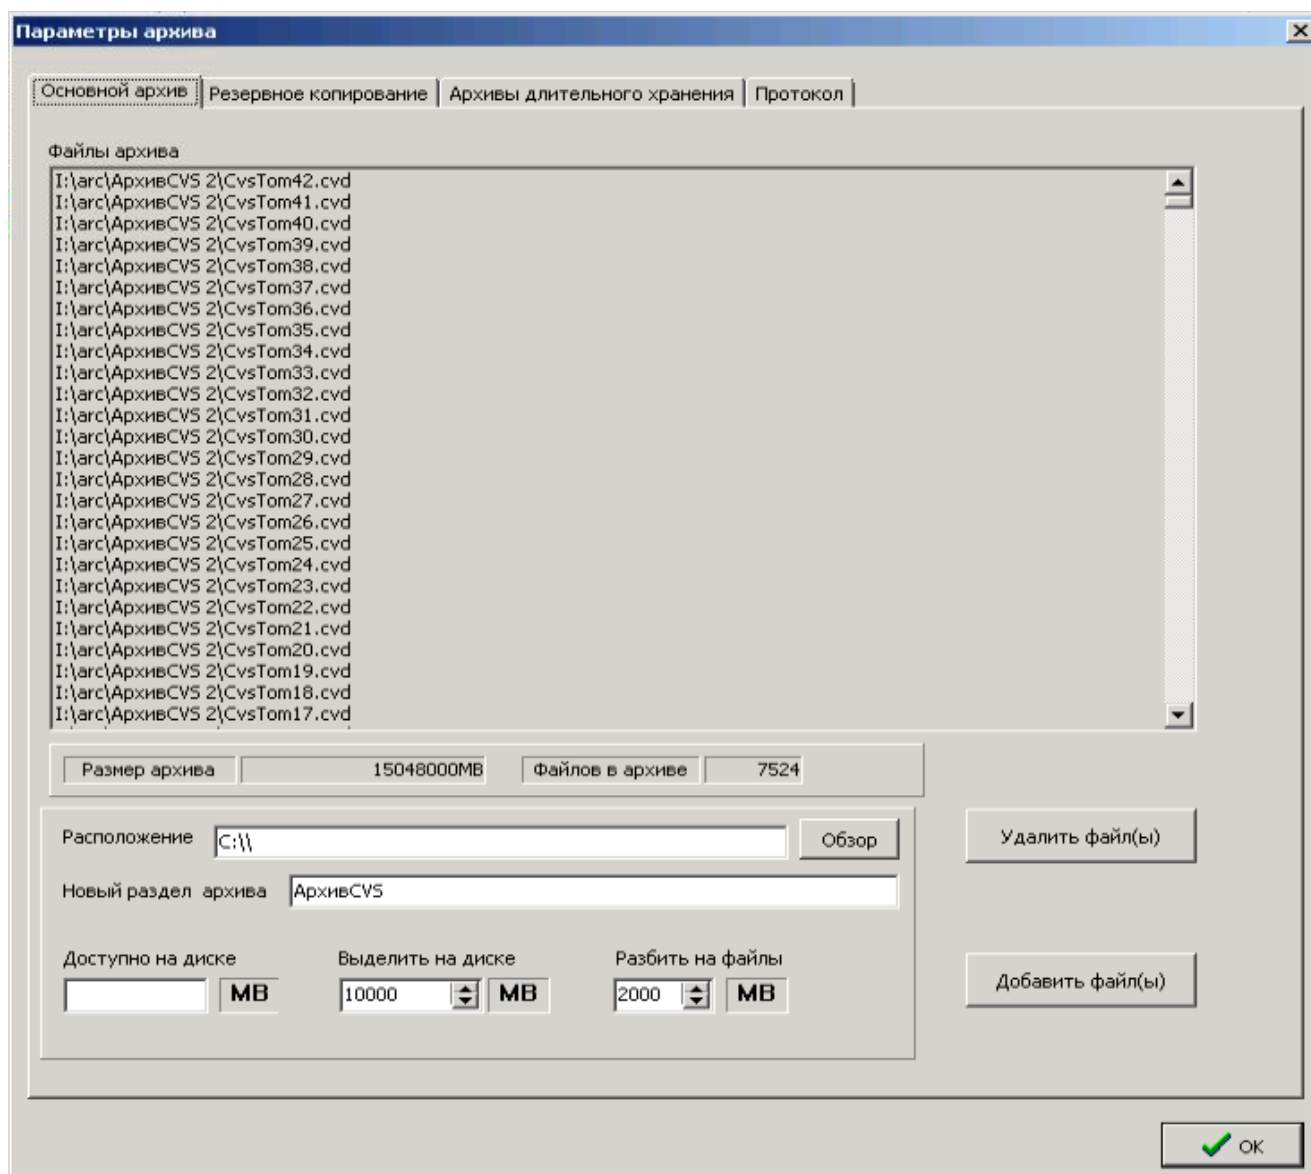 Параметры архива
Основной архив Резервное копирование Архивы длительного хранения Протокол
Файлы архива
I:\arc\АрхивCVS 2\CvsTom42.cvd
I:\arc\АрхивCVS 2\CvsTom41.cvd
I:\arc\АрхивCVS 2\CvsTom40.cvd
I:\arc\АрхивCVS 2\CvsTom39.cvd
I:\arc\АрхивCVS 2\CvsTom38.cvd
I:\arc\АрхивCVS 2\CvsTom37.cvd
I:\arc\АрхивCVS 2\CvsTom36.cvd
I:\arc\АрхивCVS 2\CvsTom35.cvd
I:\arc\АрхивCVS 2\CvsTom34.cvd
I:\arc\АрхивCVS 2\CvsTom33.cvd
I:\arc\АрхивCVS 2\CvsTom32.cvd
I:\arc\АрхивCVS 2\CvsTom31.cvd
I:\arc\АрхивCVS 2\CvsTom30.cvd
I:\arc\АрхивCVS 2\CvsTom29.cvd
I:\arc\АрхивCVS 2\CvsTom28.cvd
I:\arc\АрхивCVS 2\CvsTom27.cvd
I:\arc\АрхивCVS 2\CvsTom26.cvd
I:\arc\АрхивCVS 2\CvsTom25.cvd
I:\arc\АрхивCVS 2\CvsTom24.cvd
I:\arc\АрхивCVS 2\CvsTom23.cvd
I:\arc\АрхивCVS 2\CvsTom22.cvd
I:\arc\АрхивCVS 2\CvsTom21.cvd
I:\arc\АрхивCVS 2\CvsTom20.cvd
I:\arc\АрхивCVS 2\CvsTom19.cvd
I:\arc\АрхивCVS 2\CvsTom18.cvd
I:\arc\АрхивCVS 2\CvsTom17.cvd
Размер архива 15048000MB Файлов в архиве 7524
Расположение C:\\ Обзор Удалить файл(ы)
Новый раздел архива АрхивCVS
Доступно на диске Выделить на диске Разбить на файлы
MB 10000 MB 2000 MB Добавить файл(ы)
OK